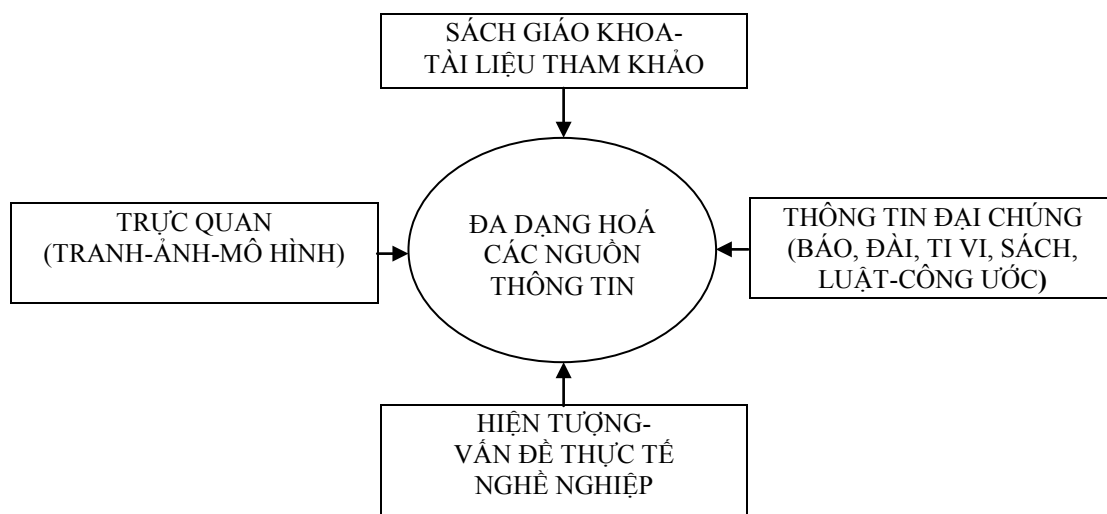 SÁCH GIÁO KHOA-
TÀI LIỆU THAM KHẢO
TRỰC QUAN
(TRANH-ẢNH-MÔ HÌNH)
ĐA DẠNG HOÁ
CÁC NGUỒN
THÔNG TIN
THÔNG TIN ĐẠI CHÚNG
(BÁO, ĐÀI, TI VI, SÁCH,
LUẬT-CÔNG ƯỚC)
HIỆN TƯỢNG-
VẤN ĐỀ THỰC TẾ
NGHỀ NGHIỆP